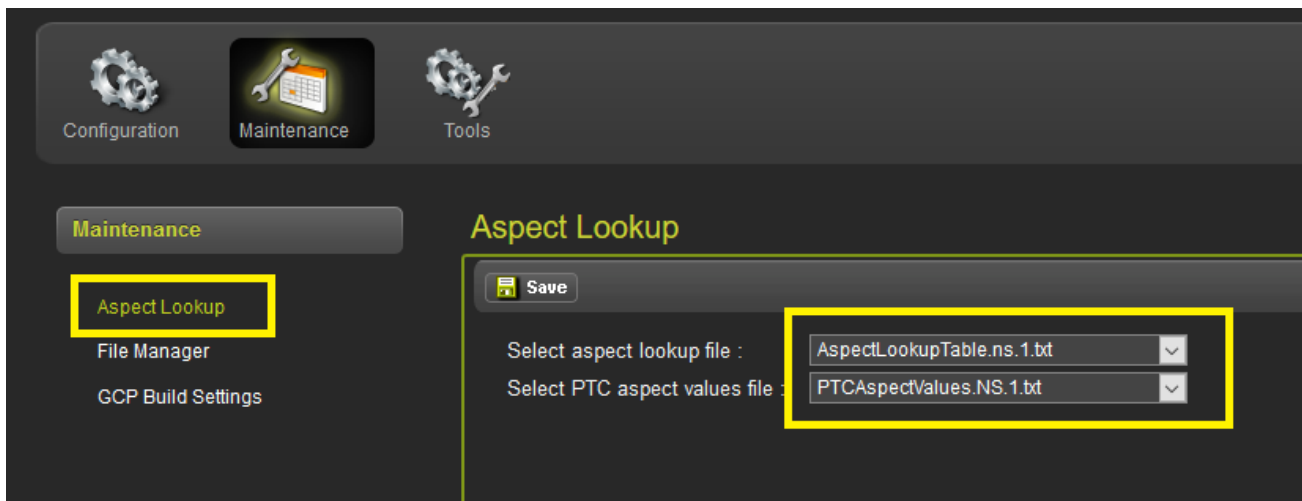 Configuration
Maintenance
Tools
Maintenance
Aspect Lookup
File Manager
GCP Build Settings
Aspect Lookup
Save
Select aspect lookup file : AspectLookupTable.ns.1.txt
Select PTC aspect values file : PTCAspectValues.NS.1.txt